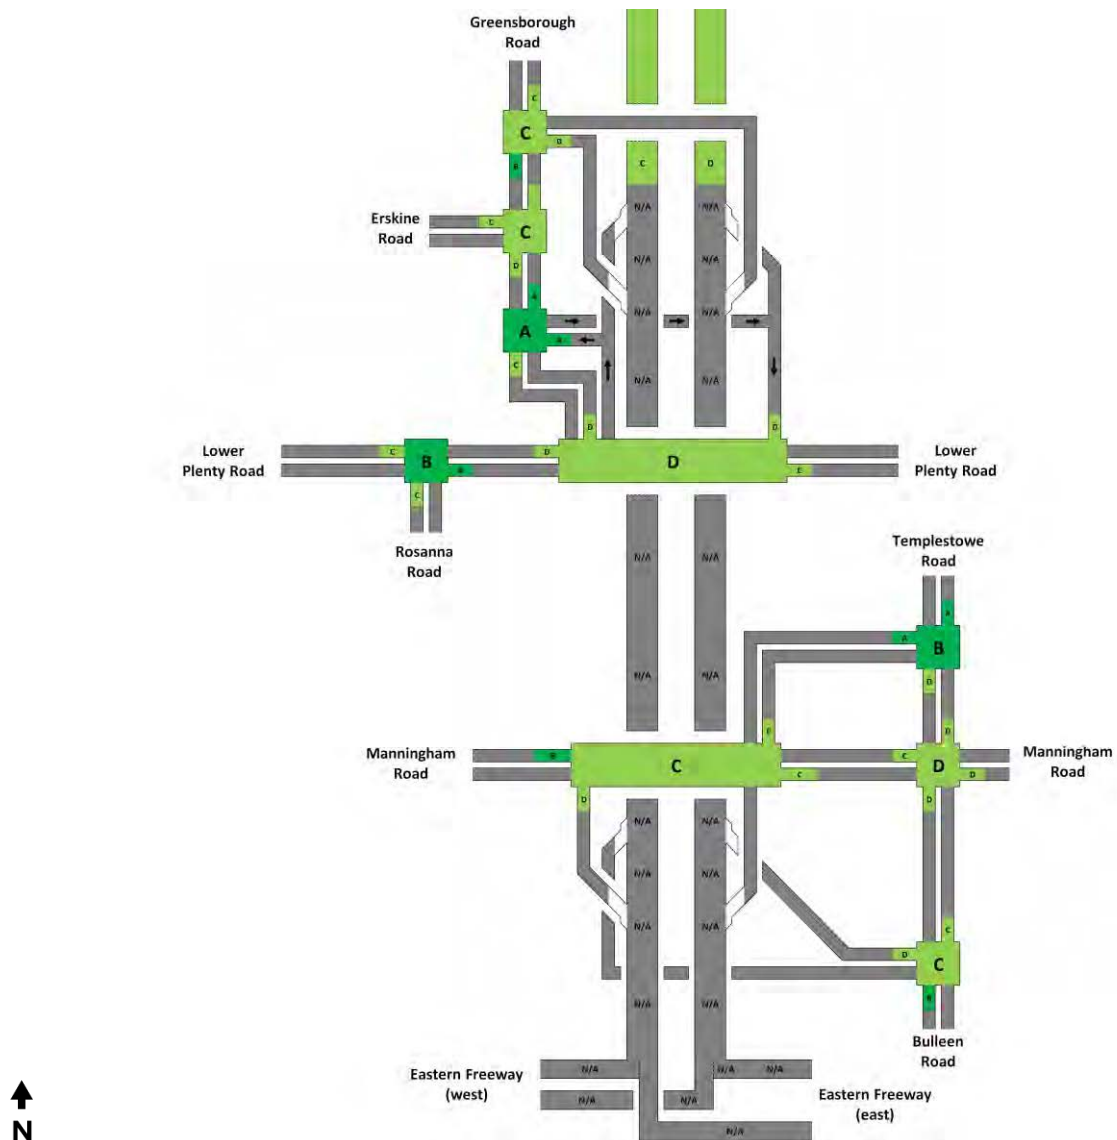 Greensborough
Road
C
C
D
C
D
B
N/A
N/A
Erskine
Road
C
C
N/A
N/A
D
A
N/A
N/A
A
C
N/A
N/A
D
D
Lower
Plenty Road
C
B
D
D
Lower
Plenty Road
C
N/A
N/A
Rosanna
Road
Templestowe
Road
A
A
B
N/A
N/A
D
D
D
Manningham
Road
B
C
C
C
D
D
Manningham
Road
D
D
N/A
N/A
N/A
N/A
N/A
N/A
C
D
C
N/A
N/A
B
Bulleen
Road
Eastern Freeway
(west)
N/A
N/A
N/A
N/A
N/A
Eastern Freeway
(east)
N/A
N